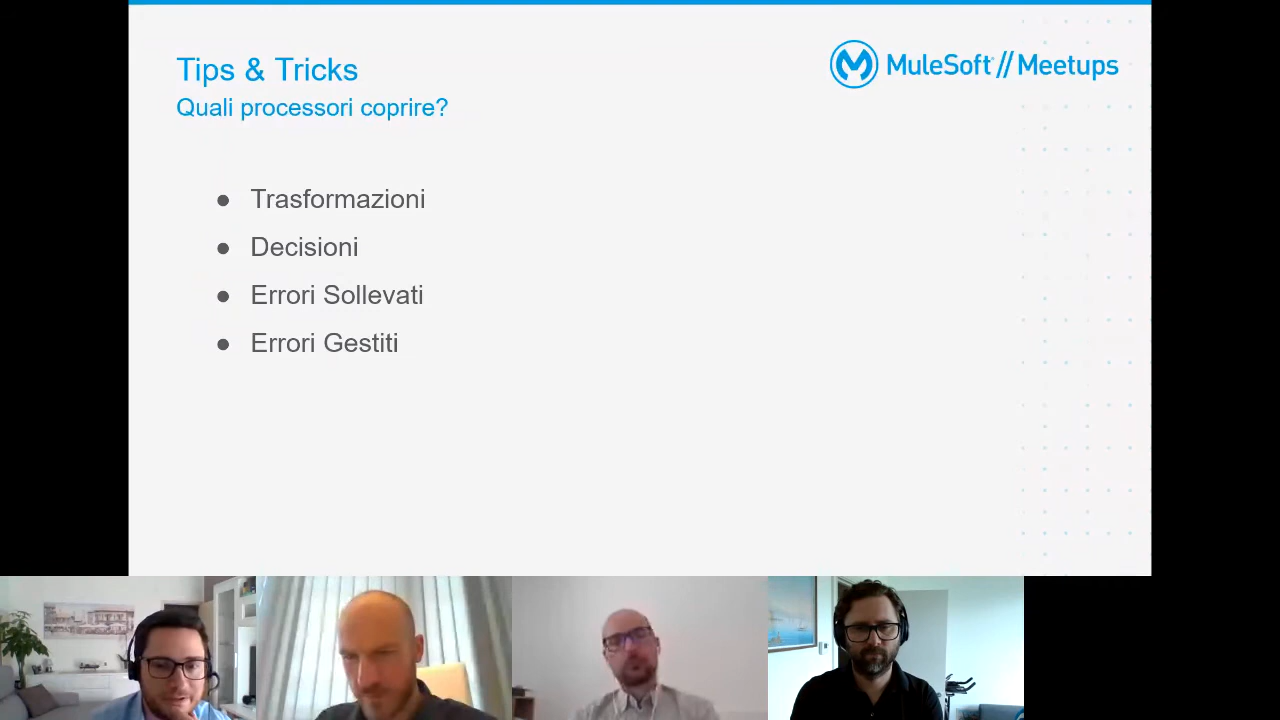 Tips & Tricks
Quali processori coprire?
MuleSoft // Meetups
● Trasformazioni
● Decisioni
● Errori Sollevati
● Errori Gestiti